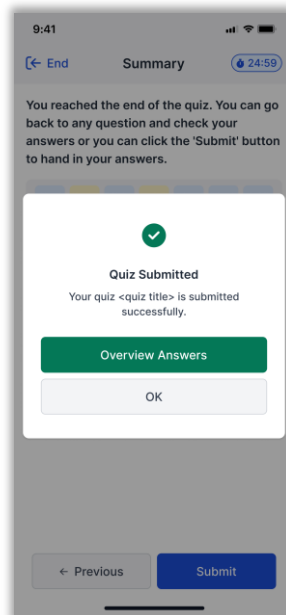 9:41
End
Summary
24:59
You reached the end of the quiz. You can go
back to any question and check your
answers or you can click the 'Submit' button
to hand in your answers.
Quiz Submitted
Your quiz <quiz title> is submitted
successfully.
Overview Answers
OK
← Previous
Submit